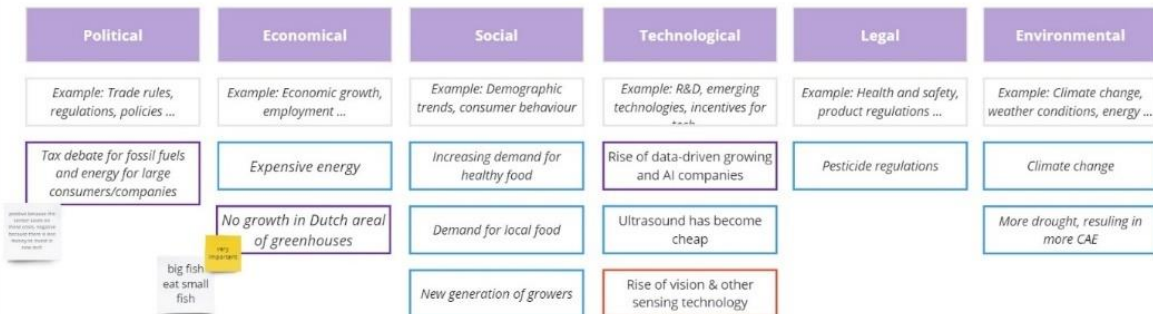 Political
Economical
Social
Technological
Legal
Environmental
Example: Trade rules,
regulations, policies ...
Example: Economic growth,
employment ...
Example: Demographic
trends, consumer behaviour
Example: R&D, emerging
technologies, incentives for
Example: Health and safety,
product regulations ...
Example: Climate change,
weather conditions, energy ...
Tax debate for fossil fuels
and energy for large
consumers/companies
Expensive energy
Increasing demand for
healthy food
Rise of data-driven growing
and AI companies
Pesticide regulations
Climate change
No growth in Dutch areal
of greenhouses
Demand for local food
Ultrasound has become
cheap
More drought, resuling in
more CAE
very
important
big fish
eat small
fish
New generation of growers
Rise of vision & other
sensing technology